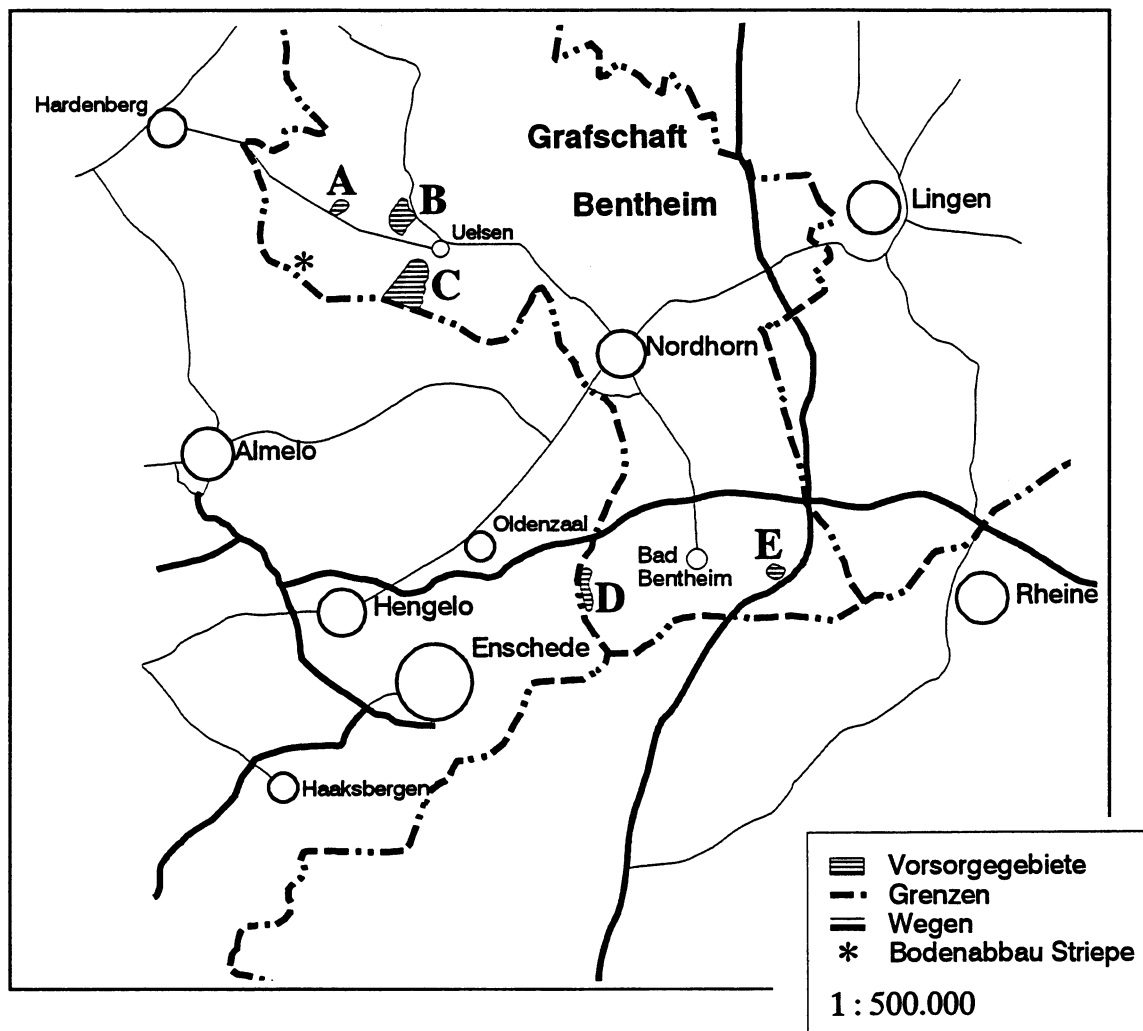 Hardenberg
Grafschaft
Bentheim
A
B
Lingen
Uelsen
*
C
Nordhorn
Almelo
Oldenzaal
Bad
Bentheim
E
D
Hengelo
Rheine
Enschede
Haaksbergen
Vorsorgegebiete
Grenzen
Wegen
* Bodenabbau Striepe
1 : 500.000